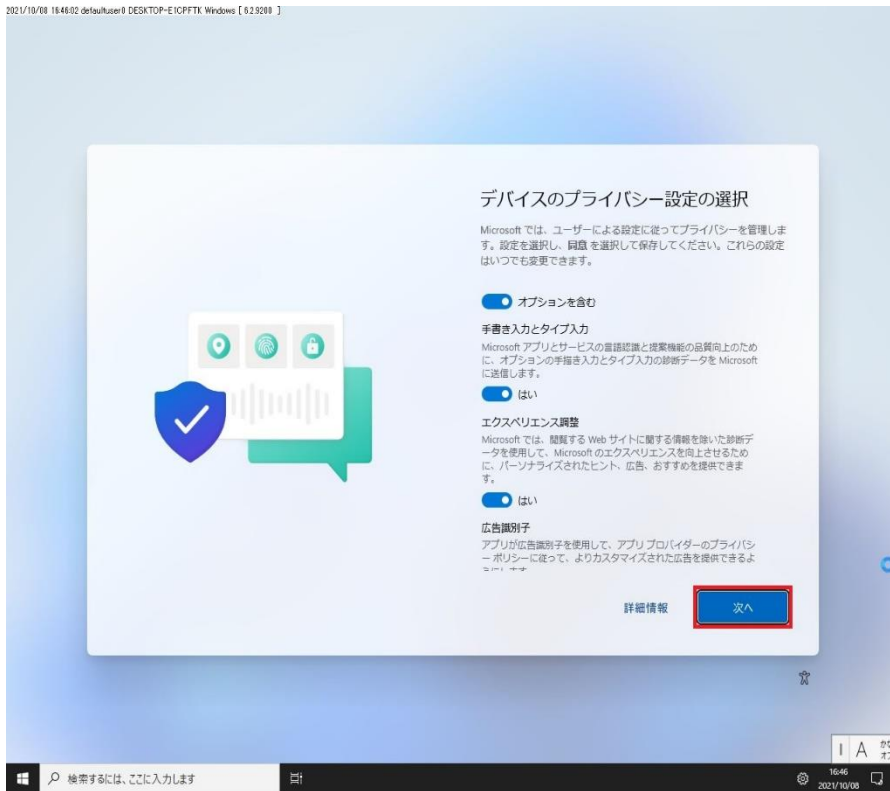 2021/10/08 16:46:02 defaultuser0 DESKTOP-E1CPFTK Windows [ 6.2.9200 ]
デバイスのプライバシー設定の選択
Microsoft では、ユーザーによる設定に従ってプライバシーを管理しま
す。設定を選択し、同意 を選択して保存してください。これらの設定
はいつでも変更できます。
オプションを含む
手書き入力とタイプ入力
Microsoft アプリとサービスの言語認識と提案機能の品質向上のため
に、オプションの手描き入力とタイプ入力の診断データを Microsoft
に送信します。
はい
エクスペリエンス調整
Microsoft では、閲覧する Web サイトに関する情報を除いた診断デ
ータを使用して、Microsoft のエクスペリエンスを向上させるため
に、パーソナライズされたヒント、広告、おすすめを提供できま
す。
はい
広告識別子
アプリが広告識別子を使用して、アプリ プロバイダーのプライバシ
ー ポリシーに従って、よりカスタマイズされた広告を提供できるよ
詳細情報
次へ
A
検索するには、ここに入力します
16:46
2021/10/08